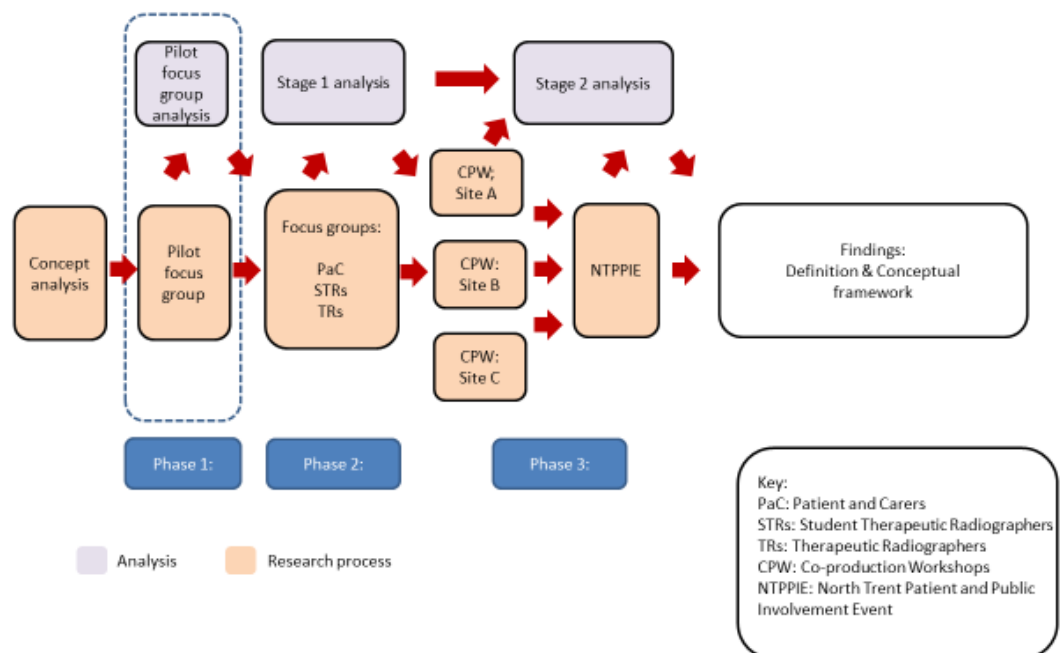 Pilot
focus
group
analysis
Stage 1 analysis
Stage 2 analysis
Concept
analysis
Pilot
focus
group
Focus groups:
PaC
STRs
TRs
CPW;
Site A
CPW:
Site B
CPW:
Site C
NTPPIE
Findings:
Definition & Conceptual
framework
Phase 1:
Phase 2:
Phase 3:
Analysis
Research process
Key:
PaC: Patient and Carers
STRs: Student Therapeutic Radiographers
TRs: Therapeutic Radiographers
CPW: Co-production Workshops
NTPPIE: North Trent Patient and Public
Involvement Event